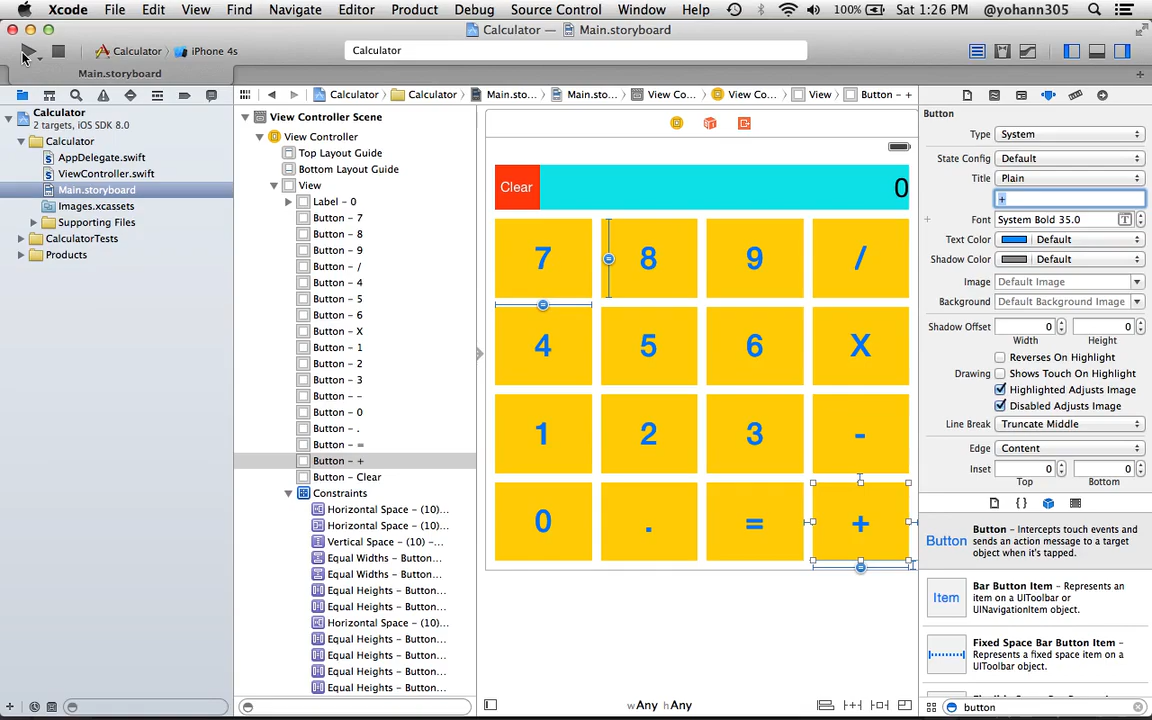 Xcode File Edit View Find Navigate Editor Product Debug Source Control Window Help 100% Sat 1:26 PM @yohann305
Calculator — Main.storyboard
Calculator iPhone 4s
Calculator
Main.storyboard
Calculator
2 targets, iOS SDK 8.0
Calculator
AppDelegate.swift
ViewController.swift
Main.storyboard
Images.xcassets
Supporting Files
CalculatorTests
Products
Calculator Calculator Main.sto... Main.sto... View Co... View Co... View Button - +
View Controller Scene
View Controller
Top Layout Guide
Bottom Layout Guide
View
Label - 0
Button - 7
Button - 8
Button - 9
Button - /
Button - 4
Button - 5
Button - 6
Button - X
Button - 1
Button - 2
Button - 3
Button - -
Button - 0
Button - .
Button - =
Button - +
Button - Clear
Constraints
Horizontal Space - (10)...
Horizontal Space - (10)...
Vertical Space - (10) -...
Equal Widths - Button...
Equal Widths - Button...
Equal Heights - Button...
Equal Heights - Button...
Horizontal Space - (10)...
Equal Heights - Button...
Equal Heights - Button...
Equal Heights - Button...
Equal Heights - Button...
Clear 0
7 8 9 /
4 5 6 X
1 2 3 -
0 . = +
wAny hAny
Button
Type System
State Config Default
Title Plain
+
Font System Bold 35.0
Text Color Default
Shadow Color Default
Image Default Image
Background Default Background Image
Shadow Offset 0 0
Width Height
Reverses On Highlight
Drawing Shows Touch On Highlight
Highlighted Adjusts Image
Disabled Adjusts Image
Line Break Truncate Middle
Edge Content
Inset 0 0
Top Bottom
Button
Button - Intercepts touch events and
sends an action message to a target
object when it's tapped.
Item
Bar Button Item - Represents an
item on a UIToolbar or
UINavigationItem object.
Fixed Space Bar Button Item -
Represents a fixed space item on a
UIToolbar object.
button